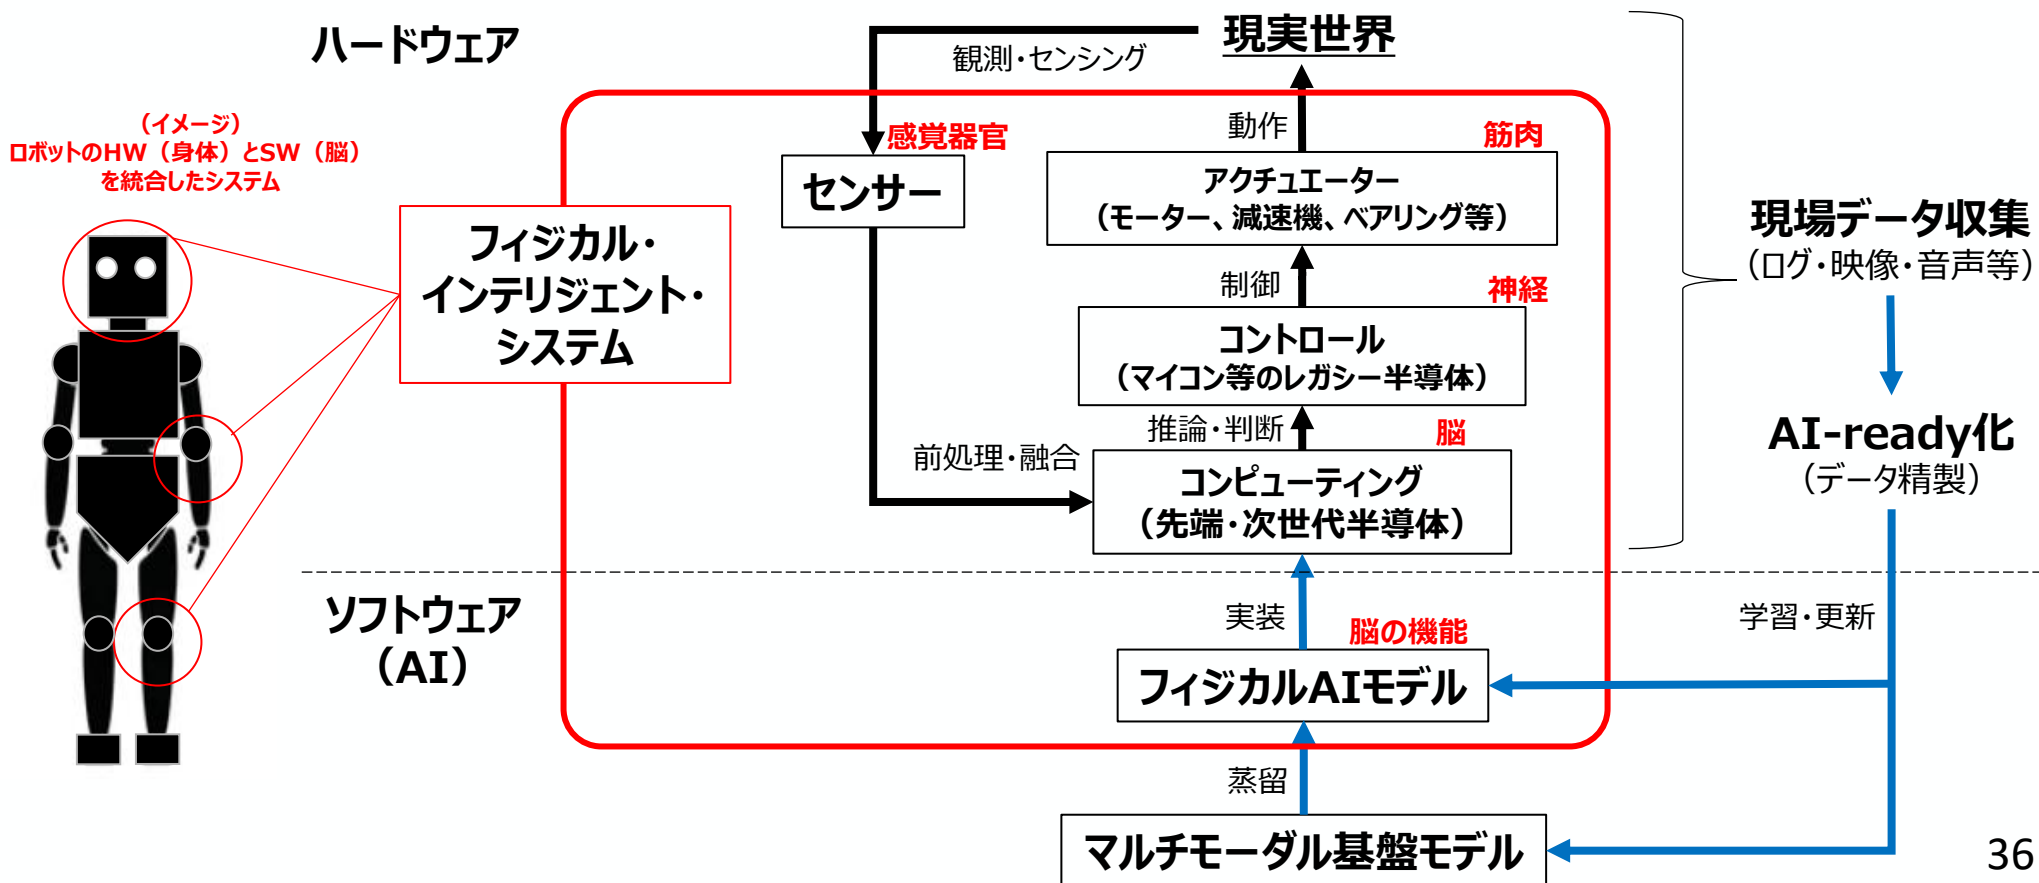 ハードウェア
現実世界
観測・センシング
（イメージ）
ロボットのHW（身体）とSW（脳）
を統合したシステム
動作
感覚器官
筋肉
センサー
アクチュエーター
（モーター、減速機、ベアリング等）
フィジカル・
インテリジェント・
システム
現場データ収集
（ログ・映像・音声等）
制御
神経
コントロール
（マイコン等のレガシー半導体）
推論・判断
脳
AI-ready化
（データ精製）
前処理・融合
コンピューティング
（先端・次世代半導体）
ソフトウェア
（AI）
実装
脳の機能
学習・更新
フィジカルAIモデル
蒸留
マルチモーダル基盤モデル
36